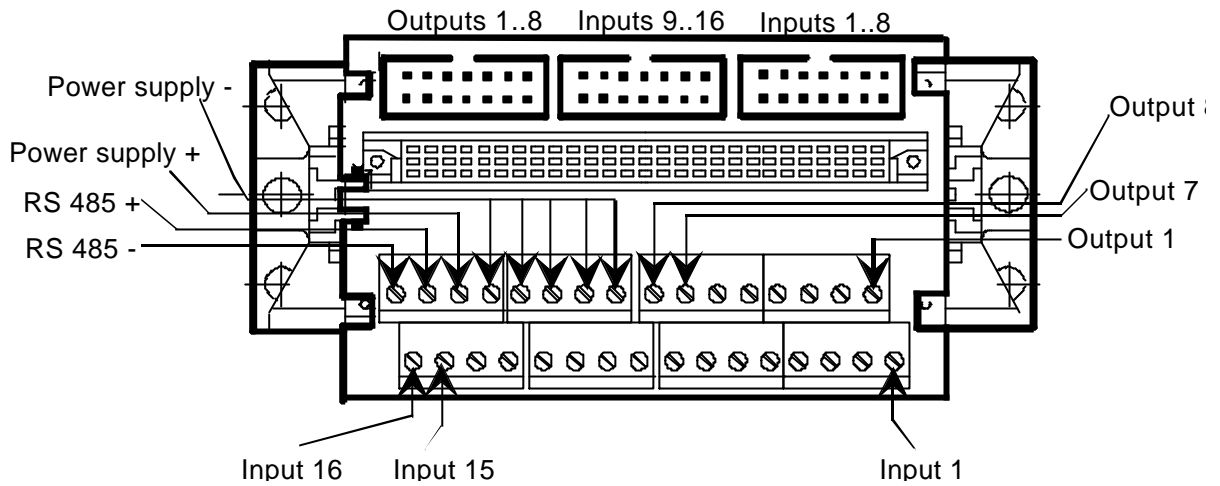 Outputs 1..8 Inputs 9..16 Inputs 1..8
Power supply -
Output 8
Power supply +
Output 7
RS 485 +
Output 1
RS 485 -
Input 16 Input 15 Input 1